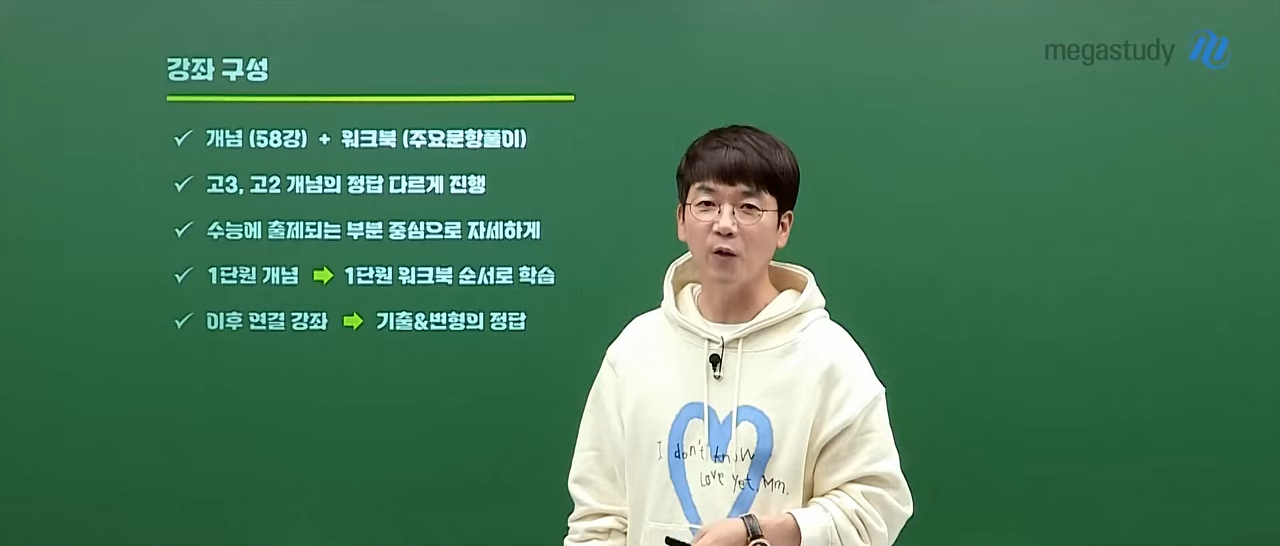 megastudy
강좌 구성
✓ 개념 (58강) + 워크북 (주요문항풀이)
✓ 고3, 고2 개념의 정답 다르게 진행
✓ 수능에 출제되는 부분 중심으로 자세하게
✓ 1단원 개념 ➡ 1단원 워크북 순서로 학습
✓ 이후 연결 강좌 ➡ 기출&변형의 정답
I don't know
Love yet. Mm.